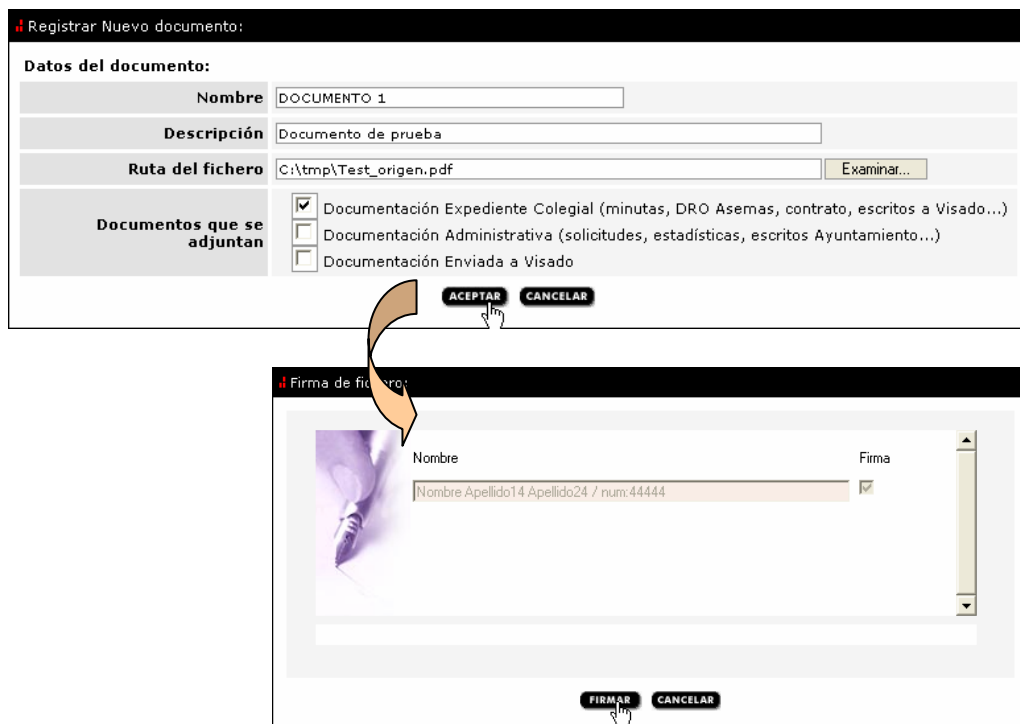 Registrar Nuevo documento:
Datos del documento:
Nombre DOCUMENTO 1
Descripción Documento de prueba
Ruta del fichero C:\tmp\Test_origen.pdf Examinar...
Documentos que se adjuntan
Documentación Expediente Colegial (minutas, DRO Asemas, contrato, escritos a Visado...)
Documentación Administrativa (solicitudes, estadísticas, escritos Ayuntamiento...)
Documentación Enviada a Visado
ACEPTAR CANCELAR
Firma de fichero:
Nombre Firma
Nombre Apellido14 Apellido24 / num:44444
FIRMAR CANCELAR